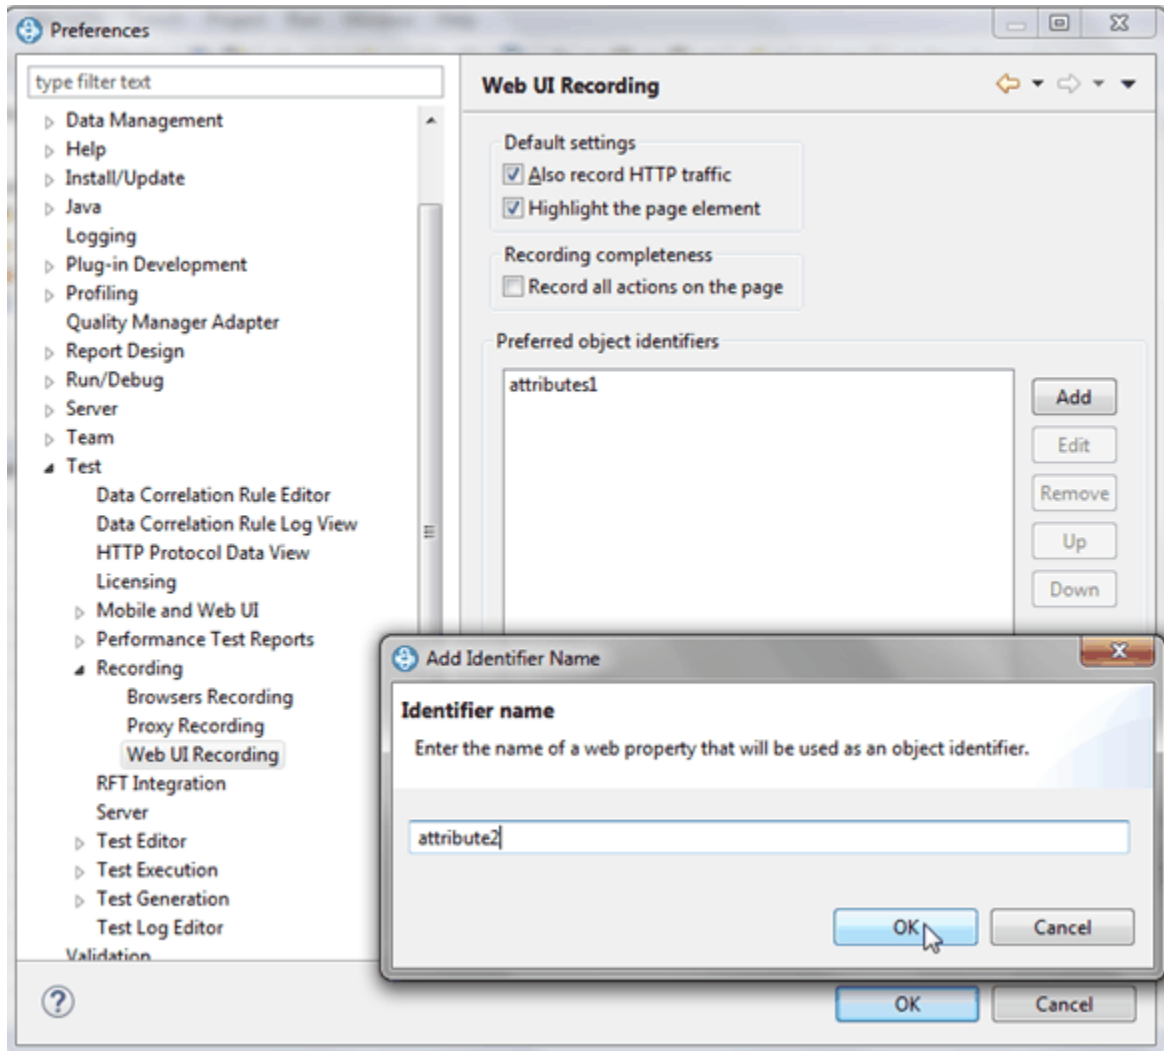 Preferences
type filter text
Data Management
Help
Install/Update
Java
Logging
Plug-in Development
Profiling
Quality Manager Adapter
Report Design
Run/Debug
Server
Team
Test
Data Correlation Rule Editor
Data Correlation Rule Log View
HTTP Protocol Data View
Licensing
Mobile and Web UI
Performance Test Reports
Recording
Browsers Recording
Proxy Recording
Web UI Recording
RFT Integration
Server
Test Editor
Test Execution
Test Generation
Test Log Editor
Validation
Web UI Recording
Default settings
Also record HTTP traffic
Highlight the page element
Recording completeness
Record all actions on the page
Preferred object identifiers
attributes1
Add
Edit
Remove
Up
Down
Add Identifier Name
Identifier name
Enter the name of a web property that will be used as an object identifier.
attribute2
OK
Cancel
OK
Cancel